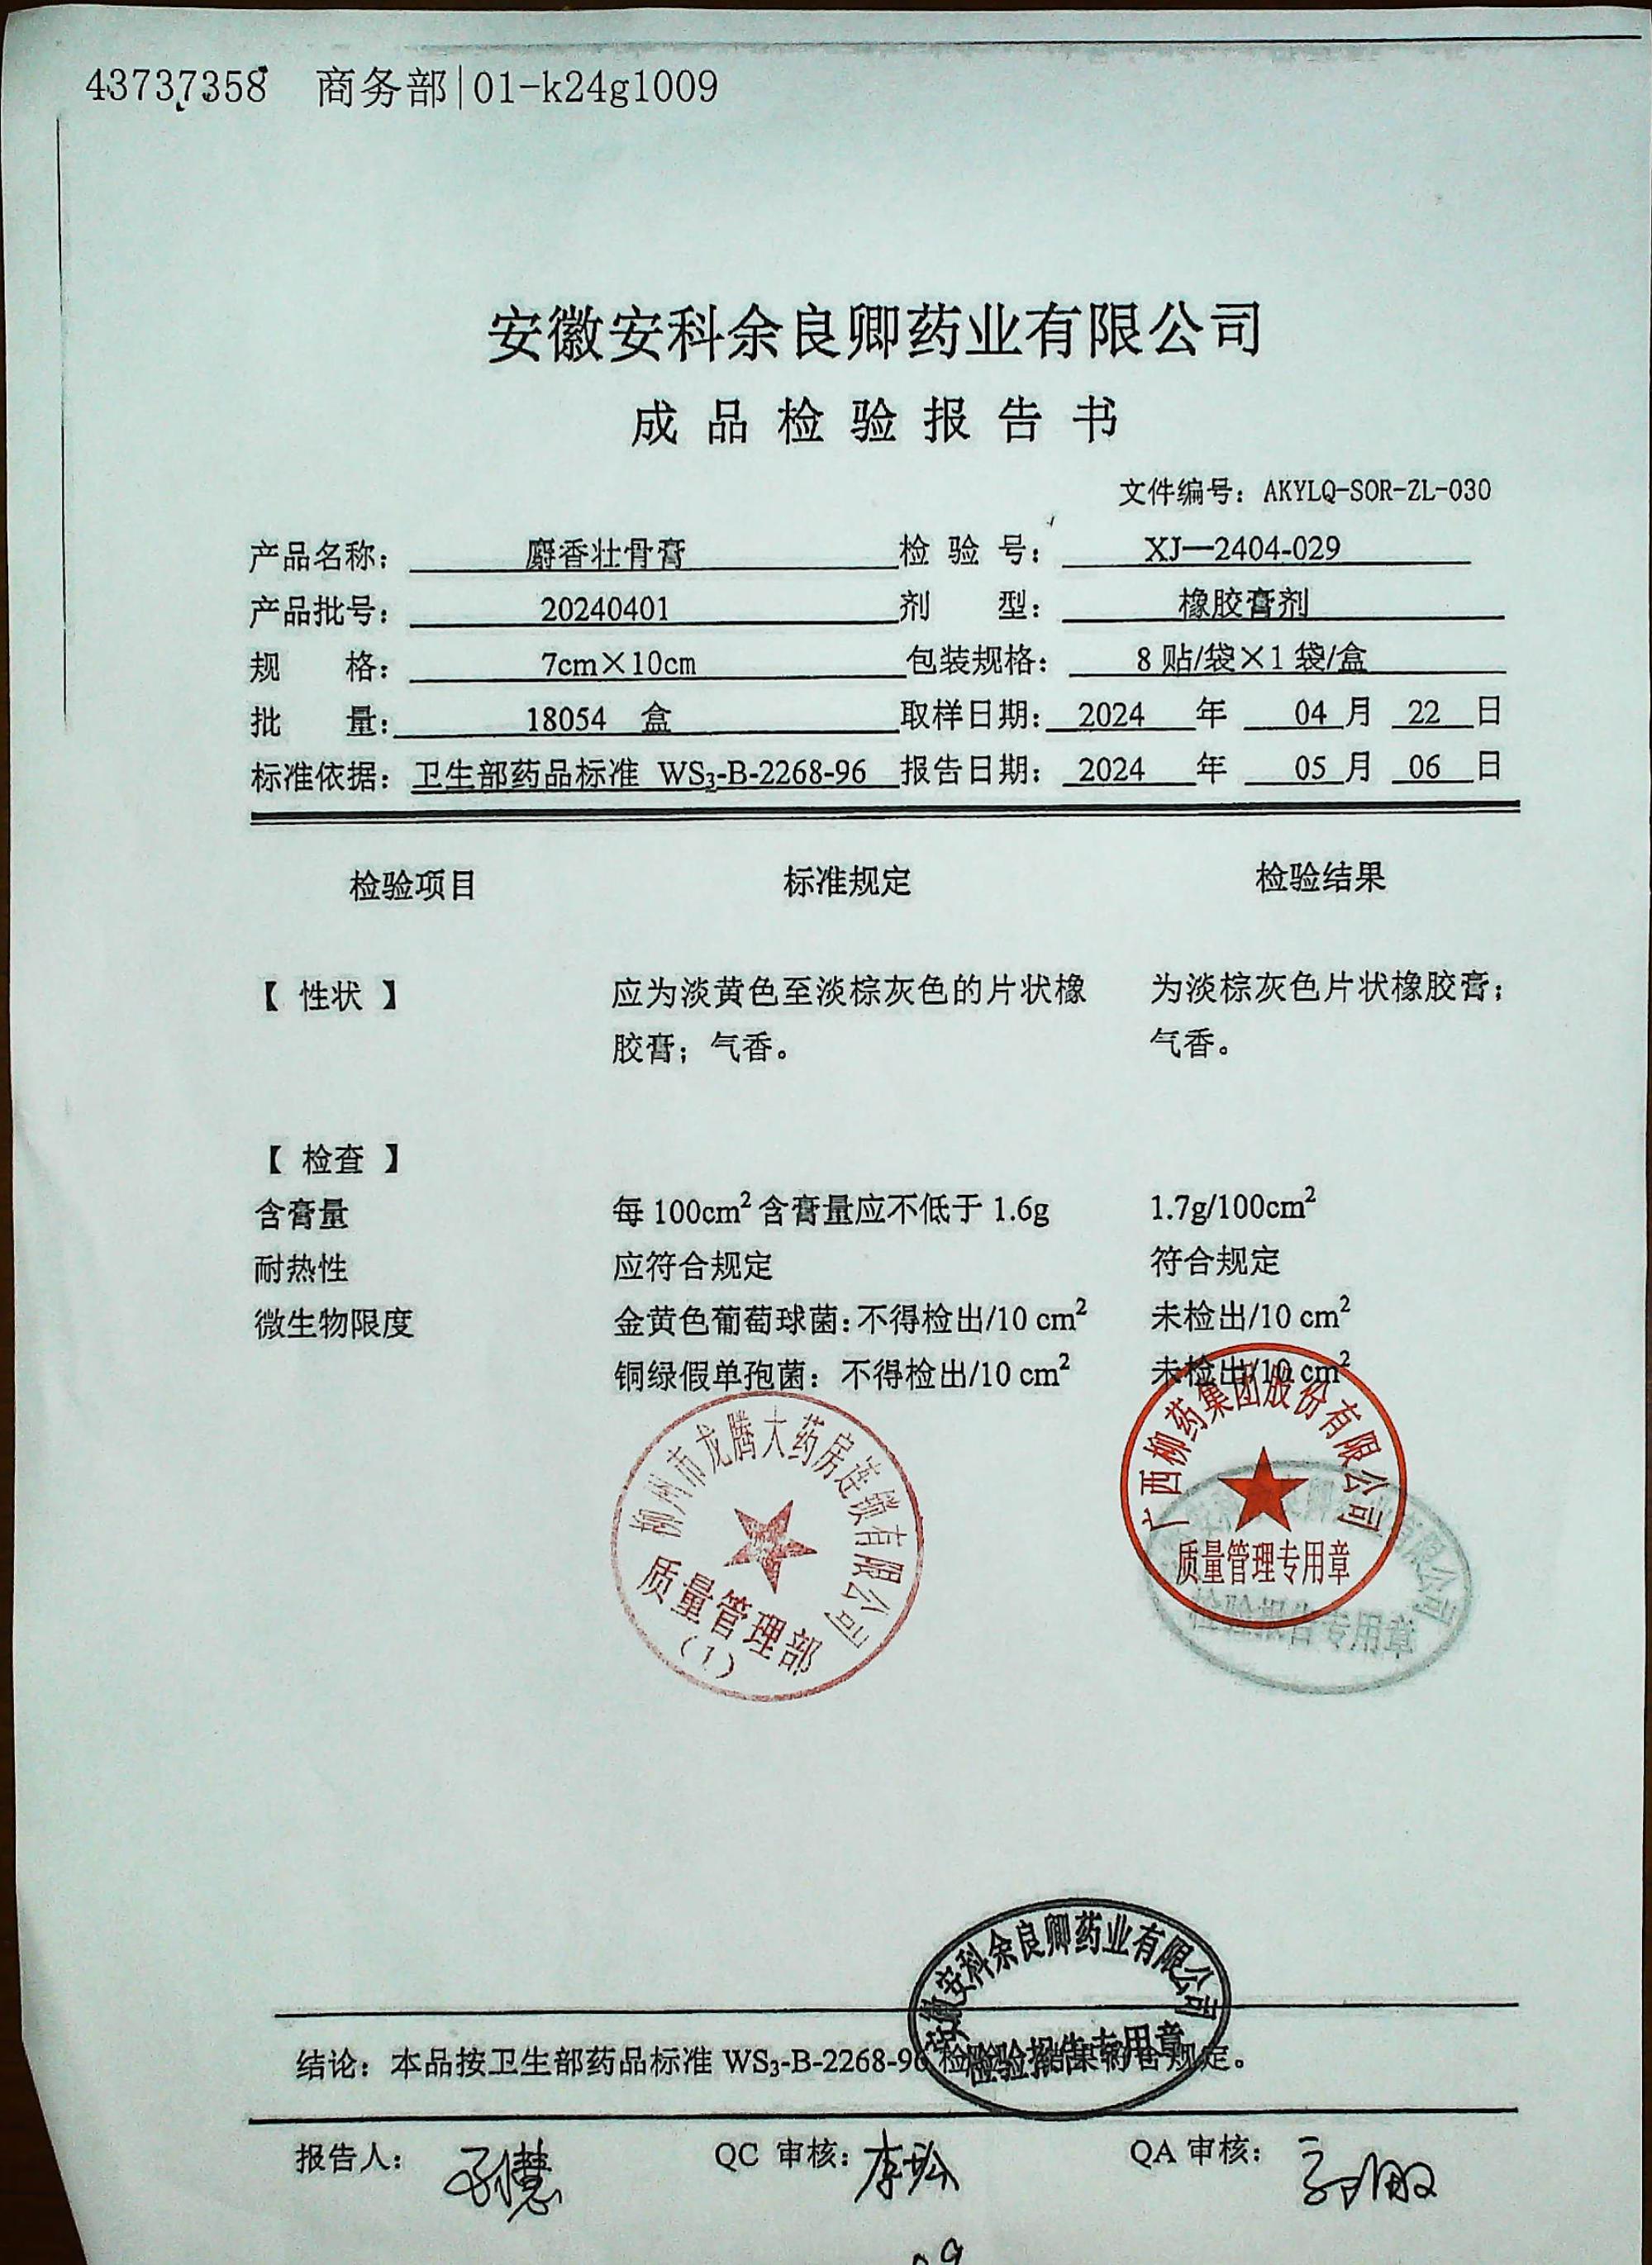 43737358 商务部|01-k24g1009
安徽安科余良卿药业有限公司
成品检验报告书
文件编号：AKYLQ-SOR-ZL-030
产品名称： 麝香壮骨膏 检验号： XJ—2404-029
产品批号： 20240401 剂型： 橡胶膏剂
规格： 7cm×10cm 包装规格： 8贴/袋×1袋/盒
批量： 18054 盒 取样日期： 2024 年 04 月 22 日
标准依据： 卫生部药品标准 WS₃-B-2268-96 报告日期： 2024 年 05 月 06 日
检验项目 标准规定 检验结果
【 性状 】 应为淡黄色至淡棕灰色的片状橡 为淡棕灰色片状橡胶膏；
胶膏；气香。 气香。
【 检查 】
含膏量 每 100cm² 含膏量应不低于 1.6g 1.7g/100cm²
耐热性 应符合规定 符合规定
微生物限度 金黄色葡萄球菌：不得检出/10 cm² 未检出/10 cm²
铜绿假单孢菌：不得检出/10 cm² 未检出/10 cm²
柳州市龙腾大药房连锁有限公司
质量管理部
（1）
广西柳药集团股份有限公司
质量管理专用章
检验报告专用章
安徽安科余良卿药业有限公司
检验报告专用章
结论：本品按卫生部药品标准 WS₃-B-2268-96 检验，结果符合规定。
报告人： QC 审核： QA 审核：